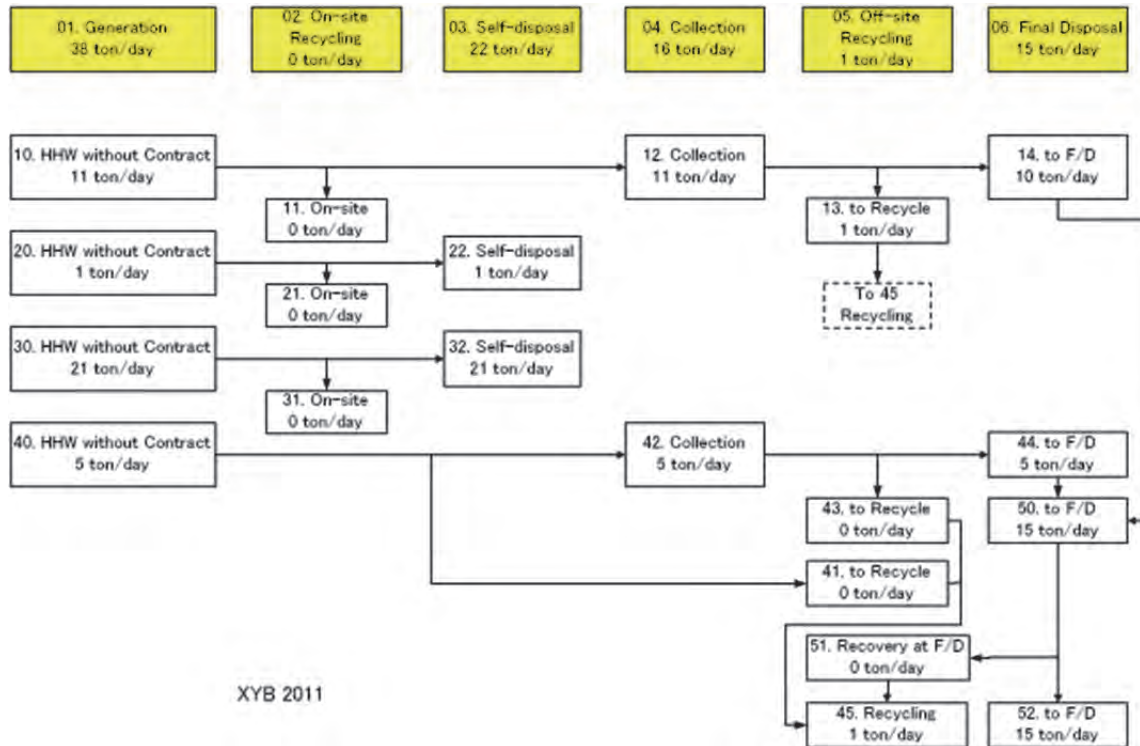 01. Generation
38 ton/day
02. On-site
Recycling
0 ton/day
03. Self-disposal
22 ton/day
04. Collection
16 ton/day
05. Off-site
Recycling
1 ton/day
06. Final Disposal
15 ton/day
10. HHW without Contract
11 ton/day
12. Collection
11 ton/day
14. to F/D
10 ton/day
11. On-site
0 ton/day
13. to Recycle
1 ton/day
20. HHW without Contract
1 ton/day
22. Self-disposal
1 ton/day
21. On-site
0 ton/day
To 45
Recycling
30. HHW without Contract
21 ton/day
32. Self-disposal
21 ton/day
31. On-site
0 ton/day
40. HHW without Contract
5 ton/day
42. Collection
5 ton/day
44. to F/D
5 ton/day
43. to Recycle
0 ton/day
50. to F/D
15 ton/day
41. to Recycle
0 ton/day
51. Recovery at F/D
0 ton/day
XYB 2011
45. Recycling
1 ton/day
52. to F/D
15 ton/day